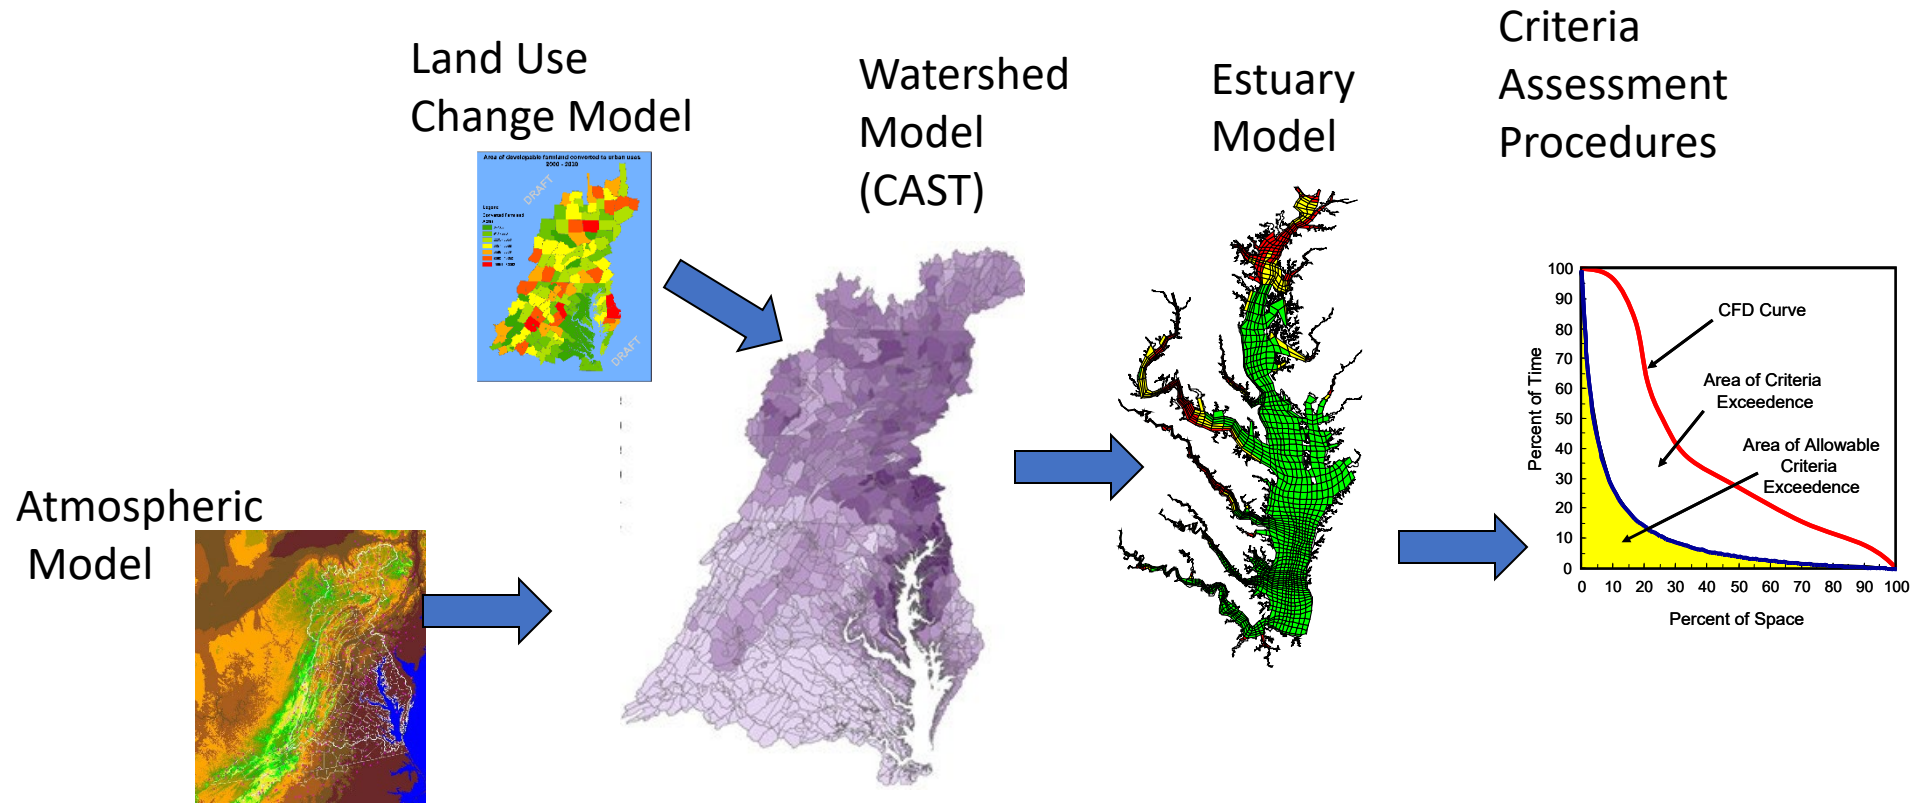 Land Use
Change Model
Watershed
Model
(CAST)
Estuary
Model
Criteria
Assessment
Procedures
Atmospheric
Model
Area of developable farmland converted to urban uses
2000 - 2030
DRAFT
DRAFT
100
90
80
70
60
50
40
30
20
10
0
Percent of Time
CFD Curve
Area of Criteria
Exceedence
Area of Allowable
Criteria
Exceedence
0 10 20 30 40 50 60 70 80 90 100
Percent of Space